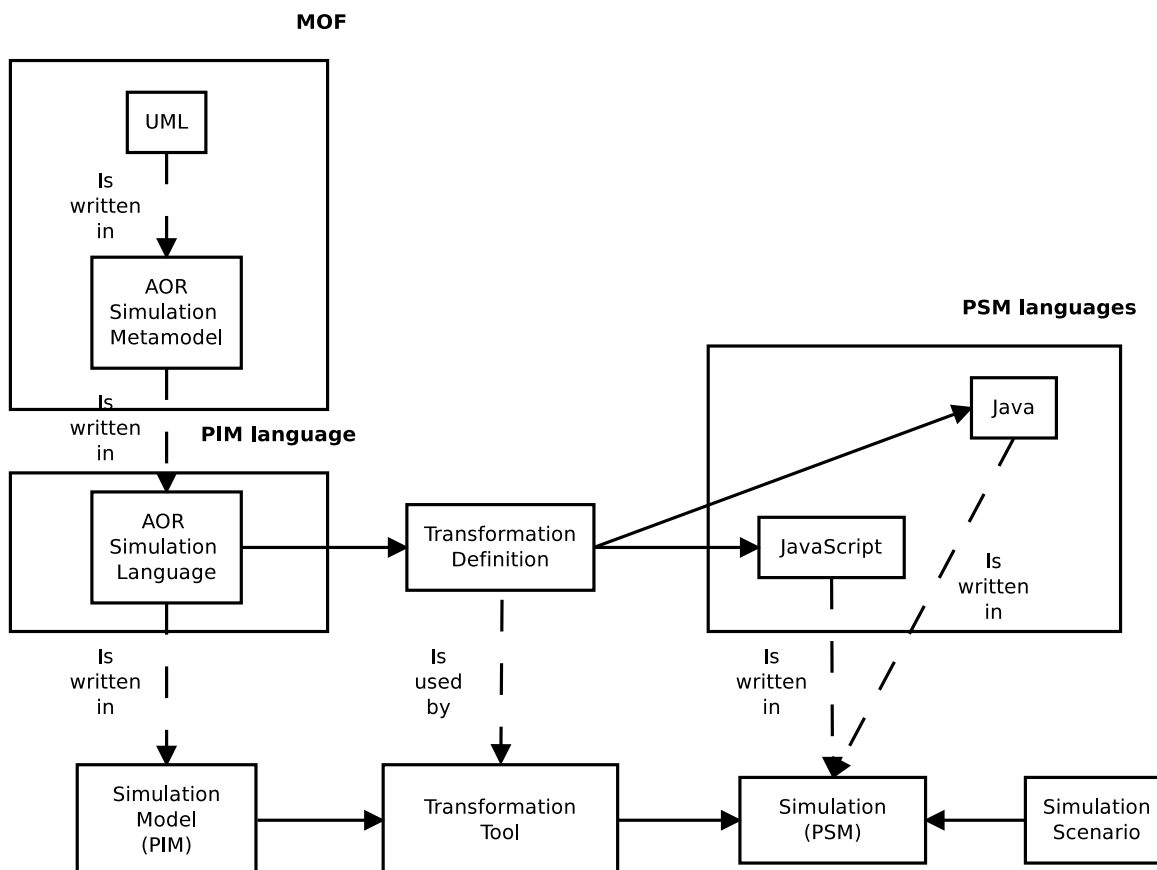 MOF
UML
Is
written
in
AOR
Simulation
Metamodel
Is
written
in
PIM language
PSM languages
Java
JavaScript
Is
written
in
AOR
Simulation
Language
Transformation
Definition
Is
written
in
Is
used
by
Is
written
in
Simulation
Model
(PIM)
Transformation
Tool
Simulation
(PSM)
Simulation
Scenario